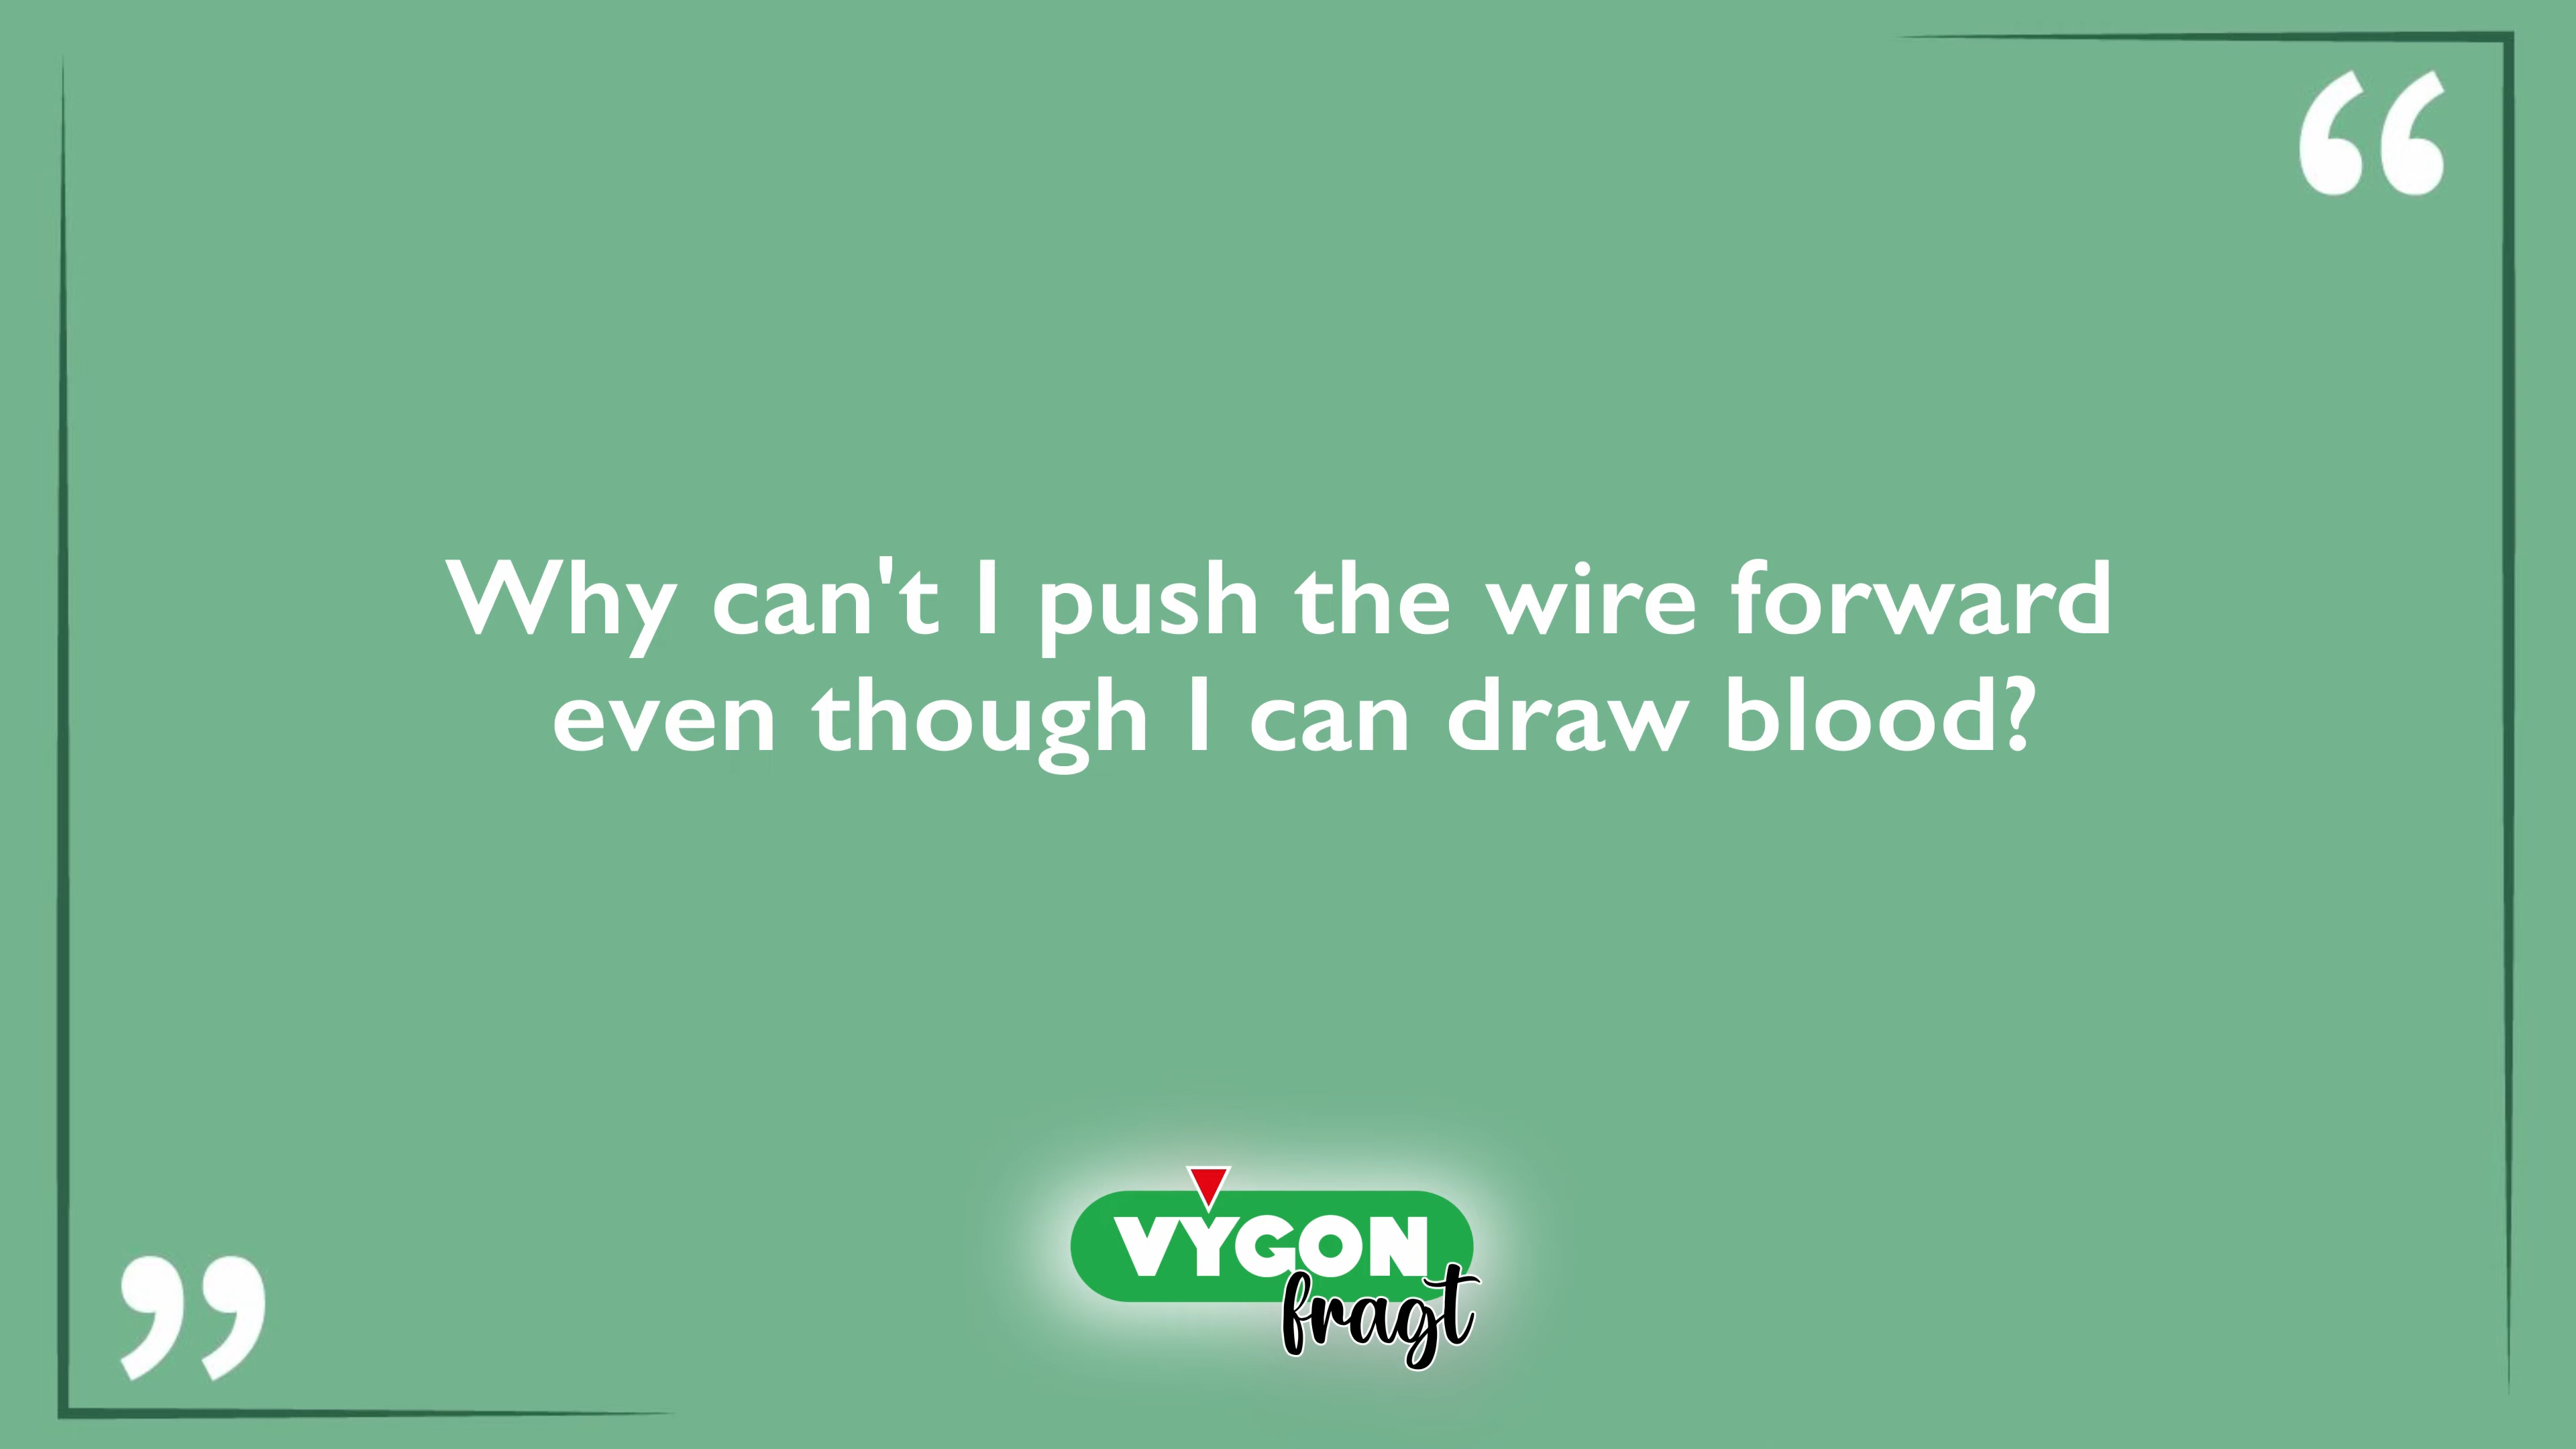 “
Why can't I push the wire forward
even though I can draw blood?
”
VYGON
fragt